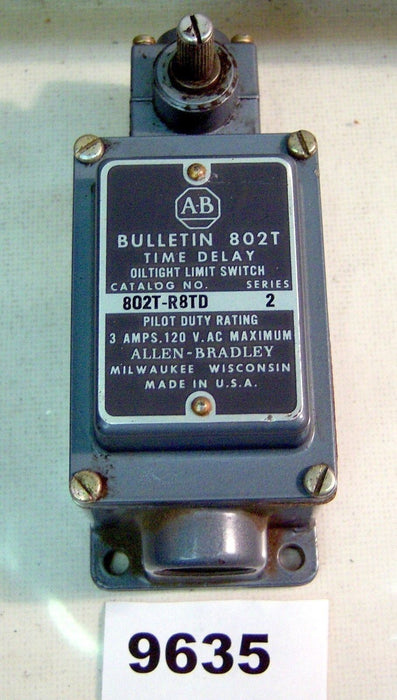 A-B
BULLETIN 802T
TIME DELAY
OILTIGHT LIMIT SWITCH
CATALOG NO. SERIES
802T-R8TD 2
PILOT DUTY RATING
3 AMPS. 120 V. AC MAXIMUM
ALLEN-BRADLEY
MILWAUKEE WISCONSIN
MADE IN U.S.A.
9635